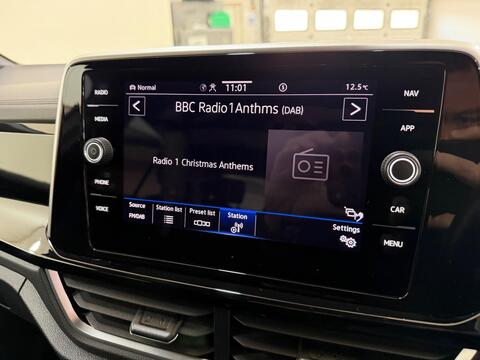 RADIO
MEDIA
PHONE
VOICE
Normal
11:01
12.5°C
BBC Radio1Anthms (DAB)
Radio 1 Christmas Anthems
Source
FM/DAB
Station list
Preset list
Station
Settings
NAV
APP
CAR
MENU